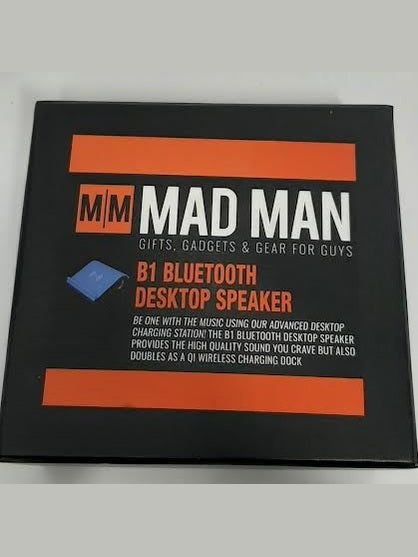 M|M MAD MAN
GIFTS, GADGETS & GEAR FOR GUYS
B1 BLUETOOTH
DESKTOP SPEAKER
BE ONE WITH THE MUSIC USING OUR ADVANCED DESKTOP
CHARGING STATION! THE B1 BLUETOOTH DESKTOP SPEAKER
PROVIDES THE HIGH QUALITY SOUND YOU CRAVE BUT ALSO
DOUBLES AS A QI WIRELESS CHARGING DOCK